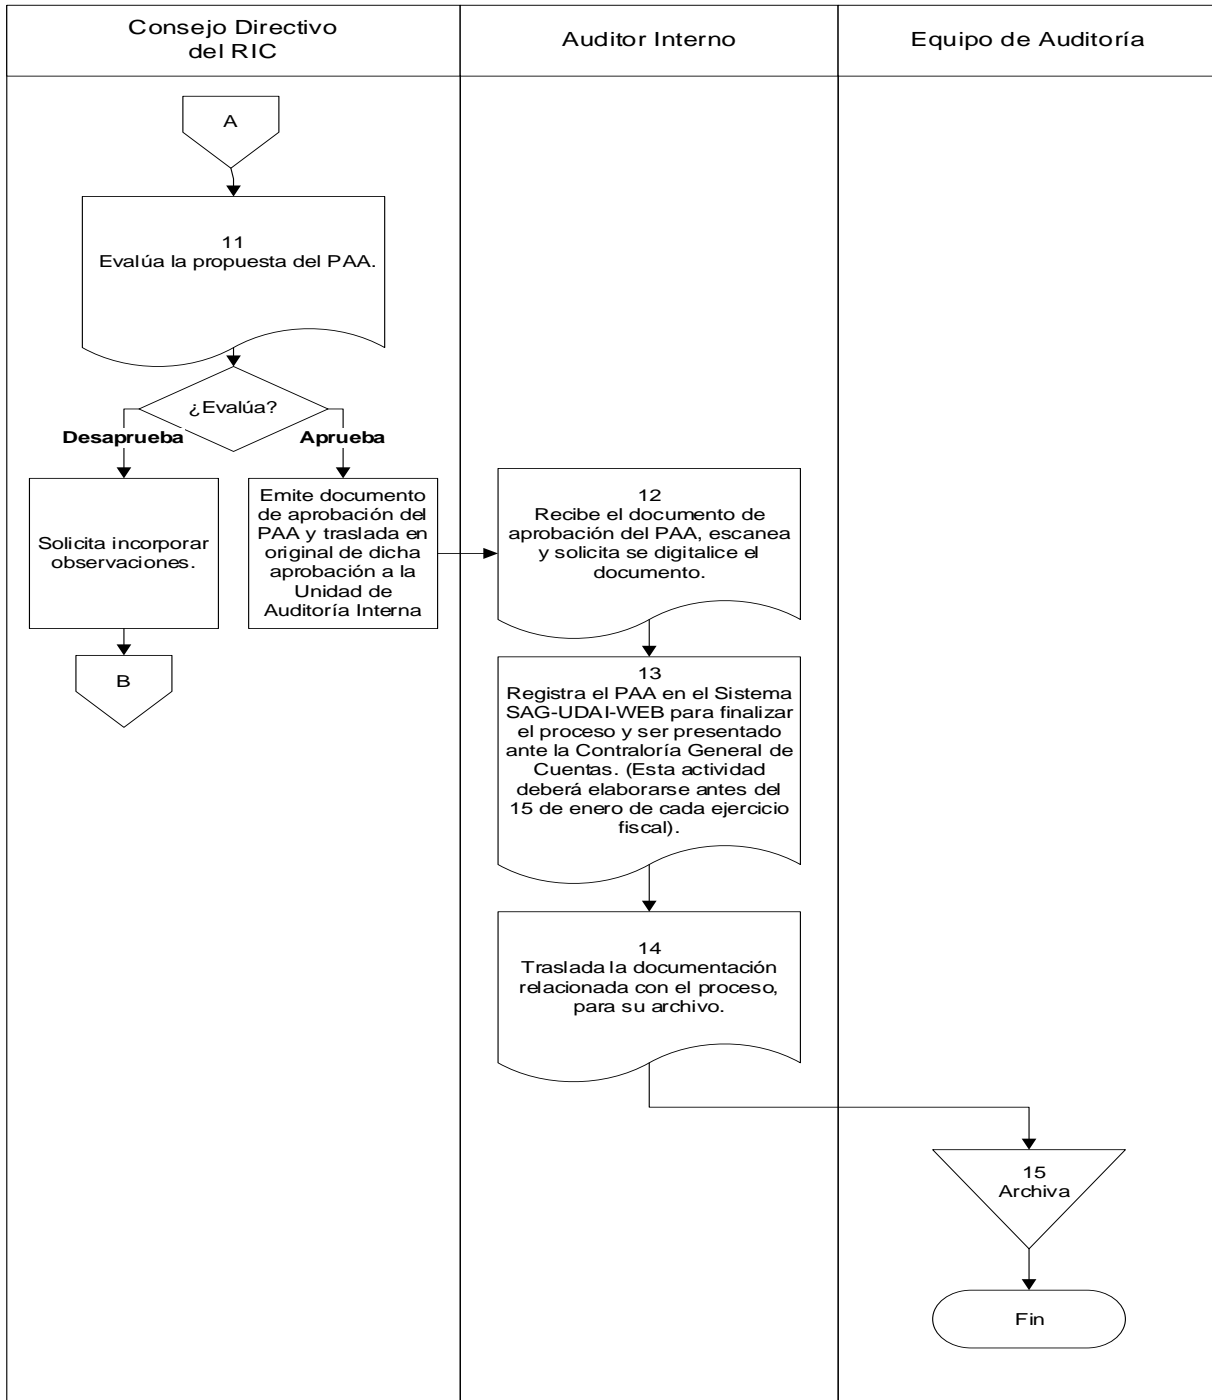 Consejo Directivo
del RIC
Auditor Interno
Equipo de Auditoría
A
11
Evalúa la propuesta del PAA.
¿Evalúa?
Desaprueba
Aprueba
Solicita incorporar
observaciones.
B
Emite documento
de aprobación del
PAA y traslada en
original de dicha
aprobación a la
Unidad de
Auditoría Interna
12
Recibe el documento de
aprobación del PAA, escanea
y solicita se digitalice el
documento.
13
Registra el PAA en el Sistema
SAG-UDAI-WEB para finalizar
el proceso y ser presentado
ante la Contraloría General de
Cuentas. (Esta actividad
deberá elaborarse antes del
15 de enero de cada ejercicio
fiscal).
14
Traslada la documentación
relacionada con el proceso,
para su archivo.
15
Archiva
Fin